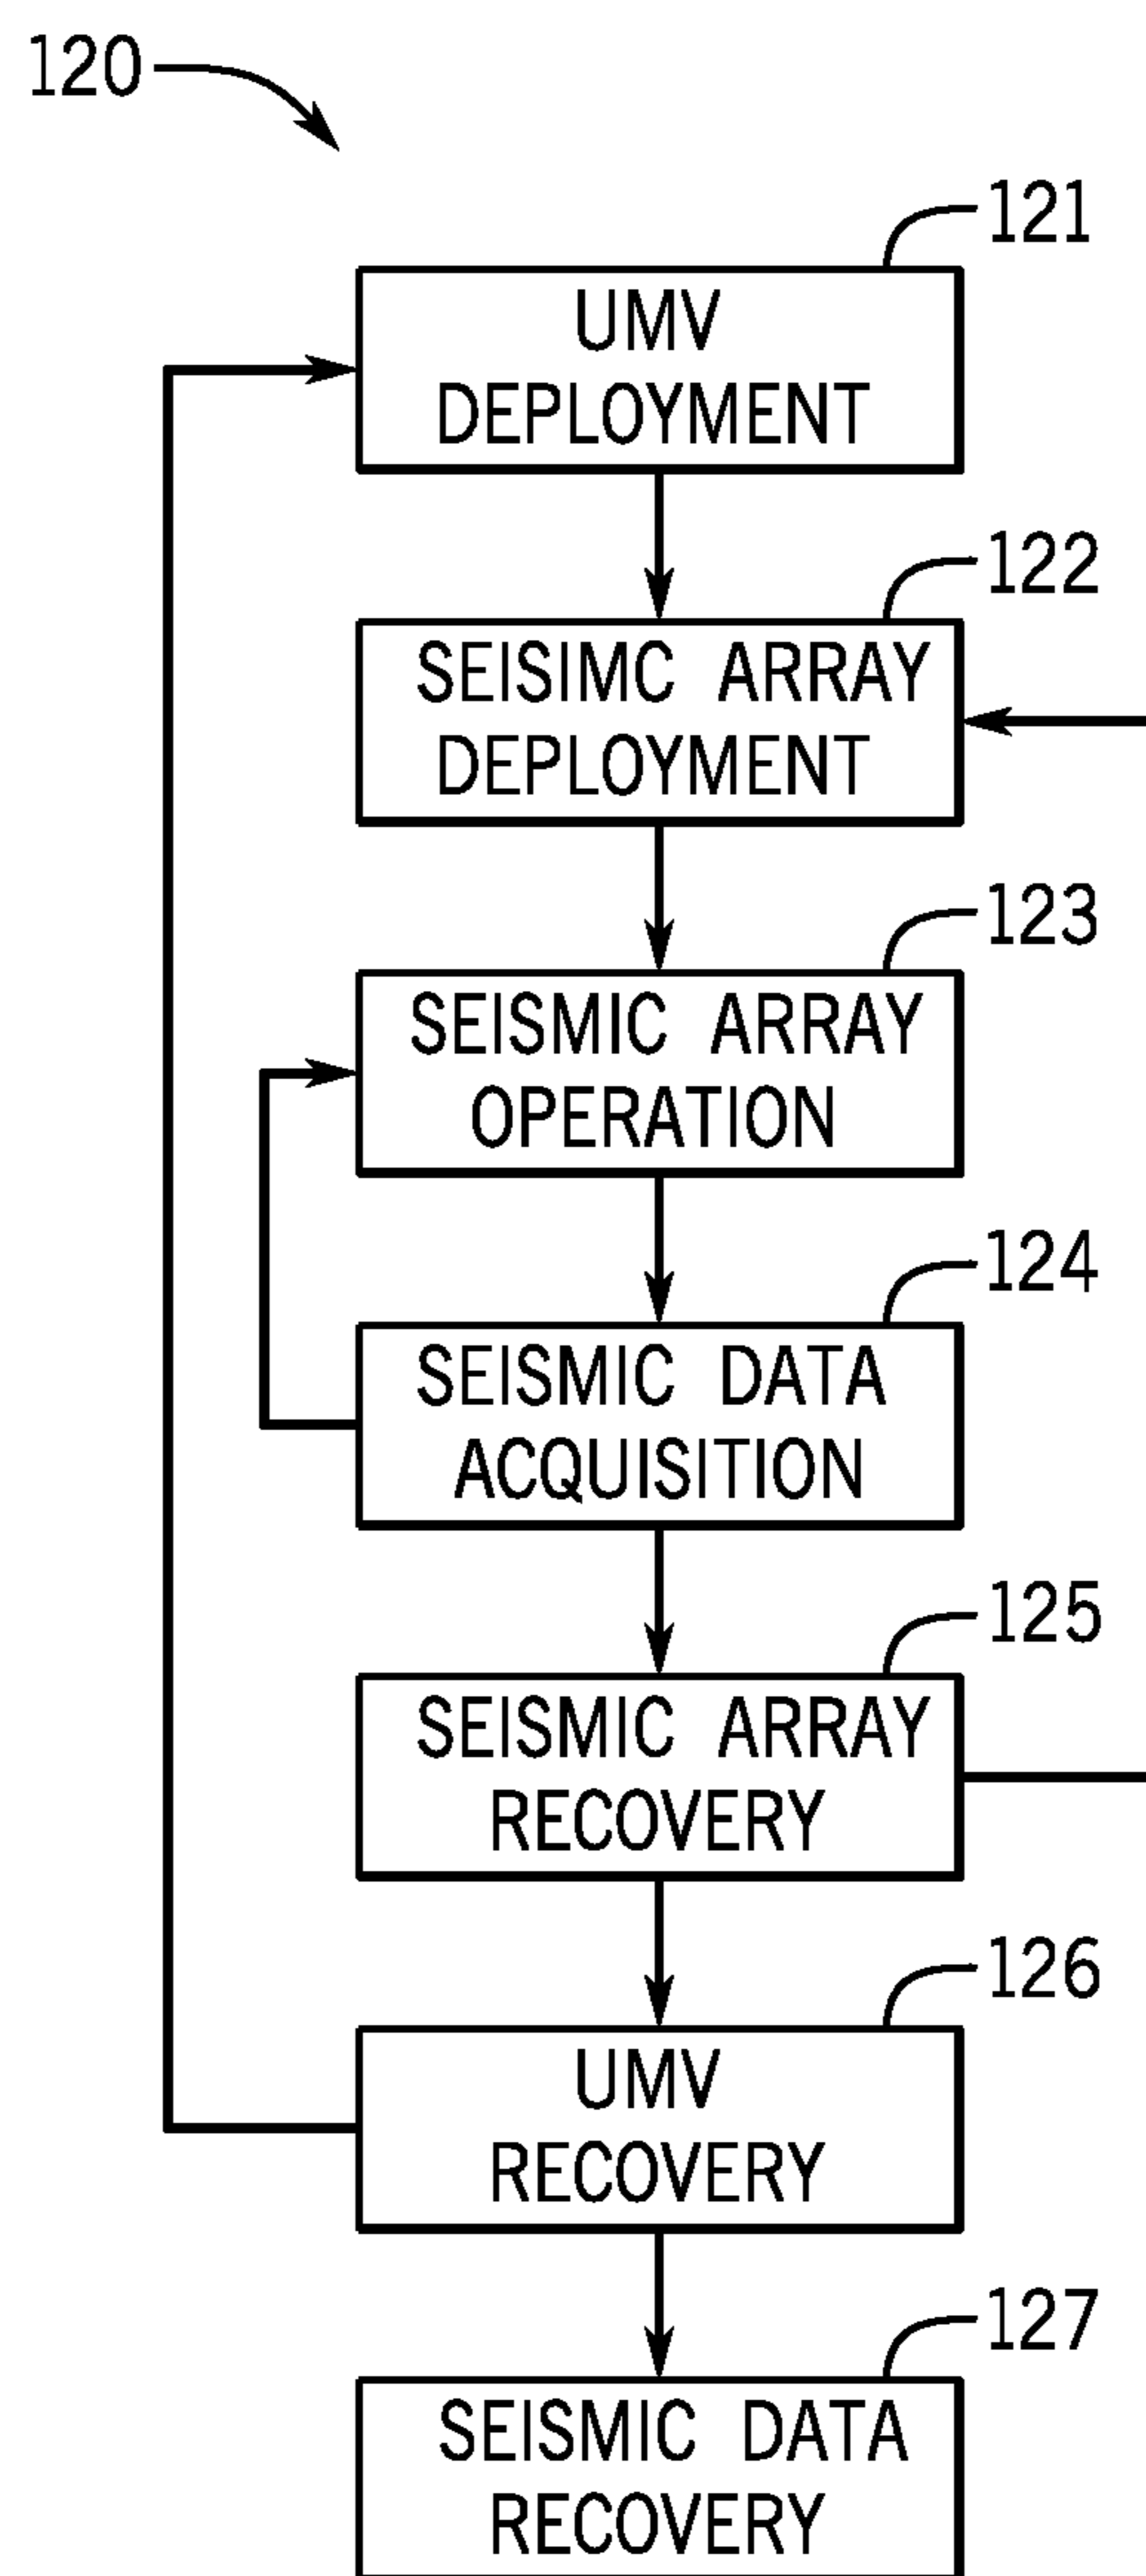 120
121
UMV
DEPLOYMENT
122
SEISIMC ARRAY
DEPLOYMENT
123
SEISMIC ARRAY
OPERATION
124
SEISMIC DATA
ACQUISITION
125
SEISMIC ARRAY
RECOVERY
126
UMV
RECOVERY
127
SEISMIC DATA
RECOVERY